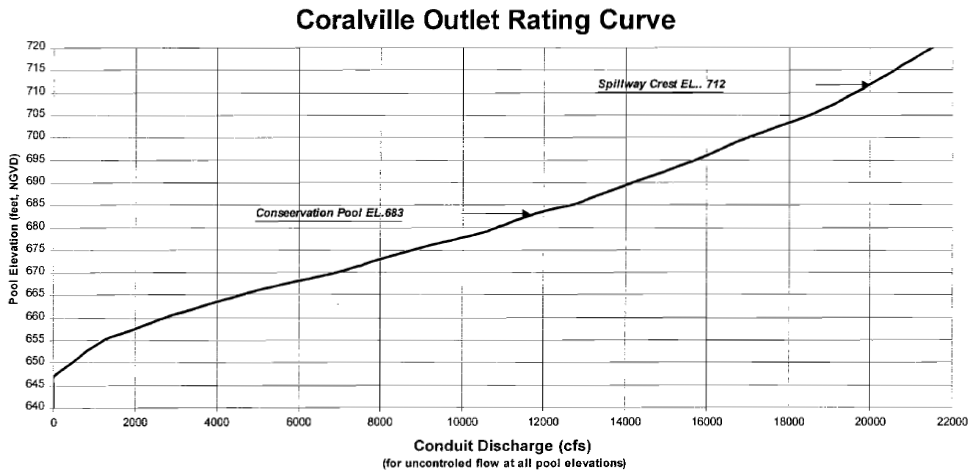 Coralville Outlet Rating Curve
720
715
710
705
700
695
690
685
680
675
670
665
660
655
650
645
640
Pool Elevation (feet, NGVD)
Spillway Crest EL.. 712
Conseervation Pool EL.683
0 2000 4000 6000 8000 10000 12000 14000 16000 18000 20000 22000
Conduit Discharge (cfs)
(for uncontroled flow at all pool elevations)